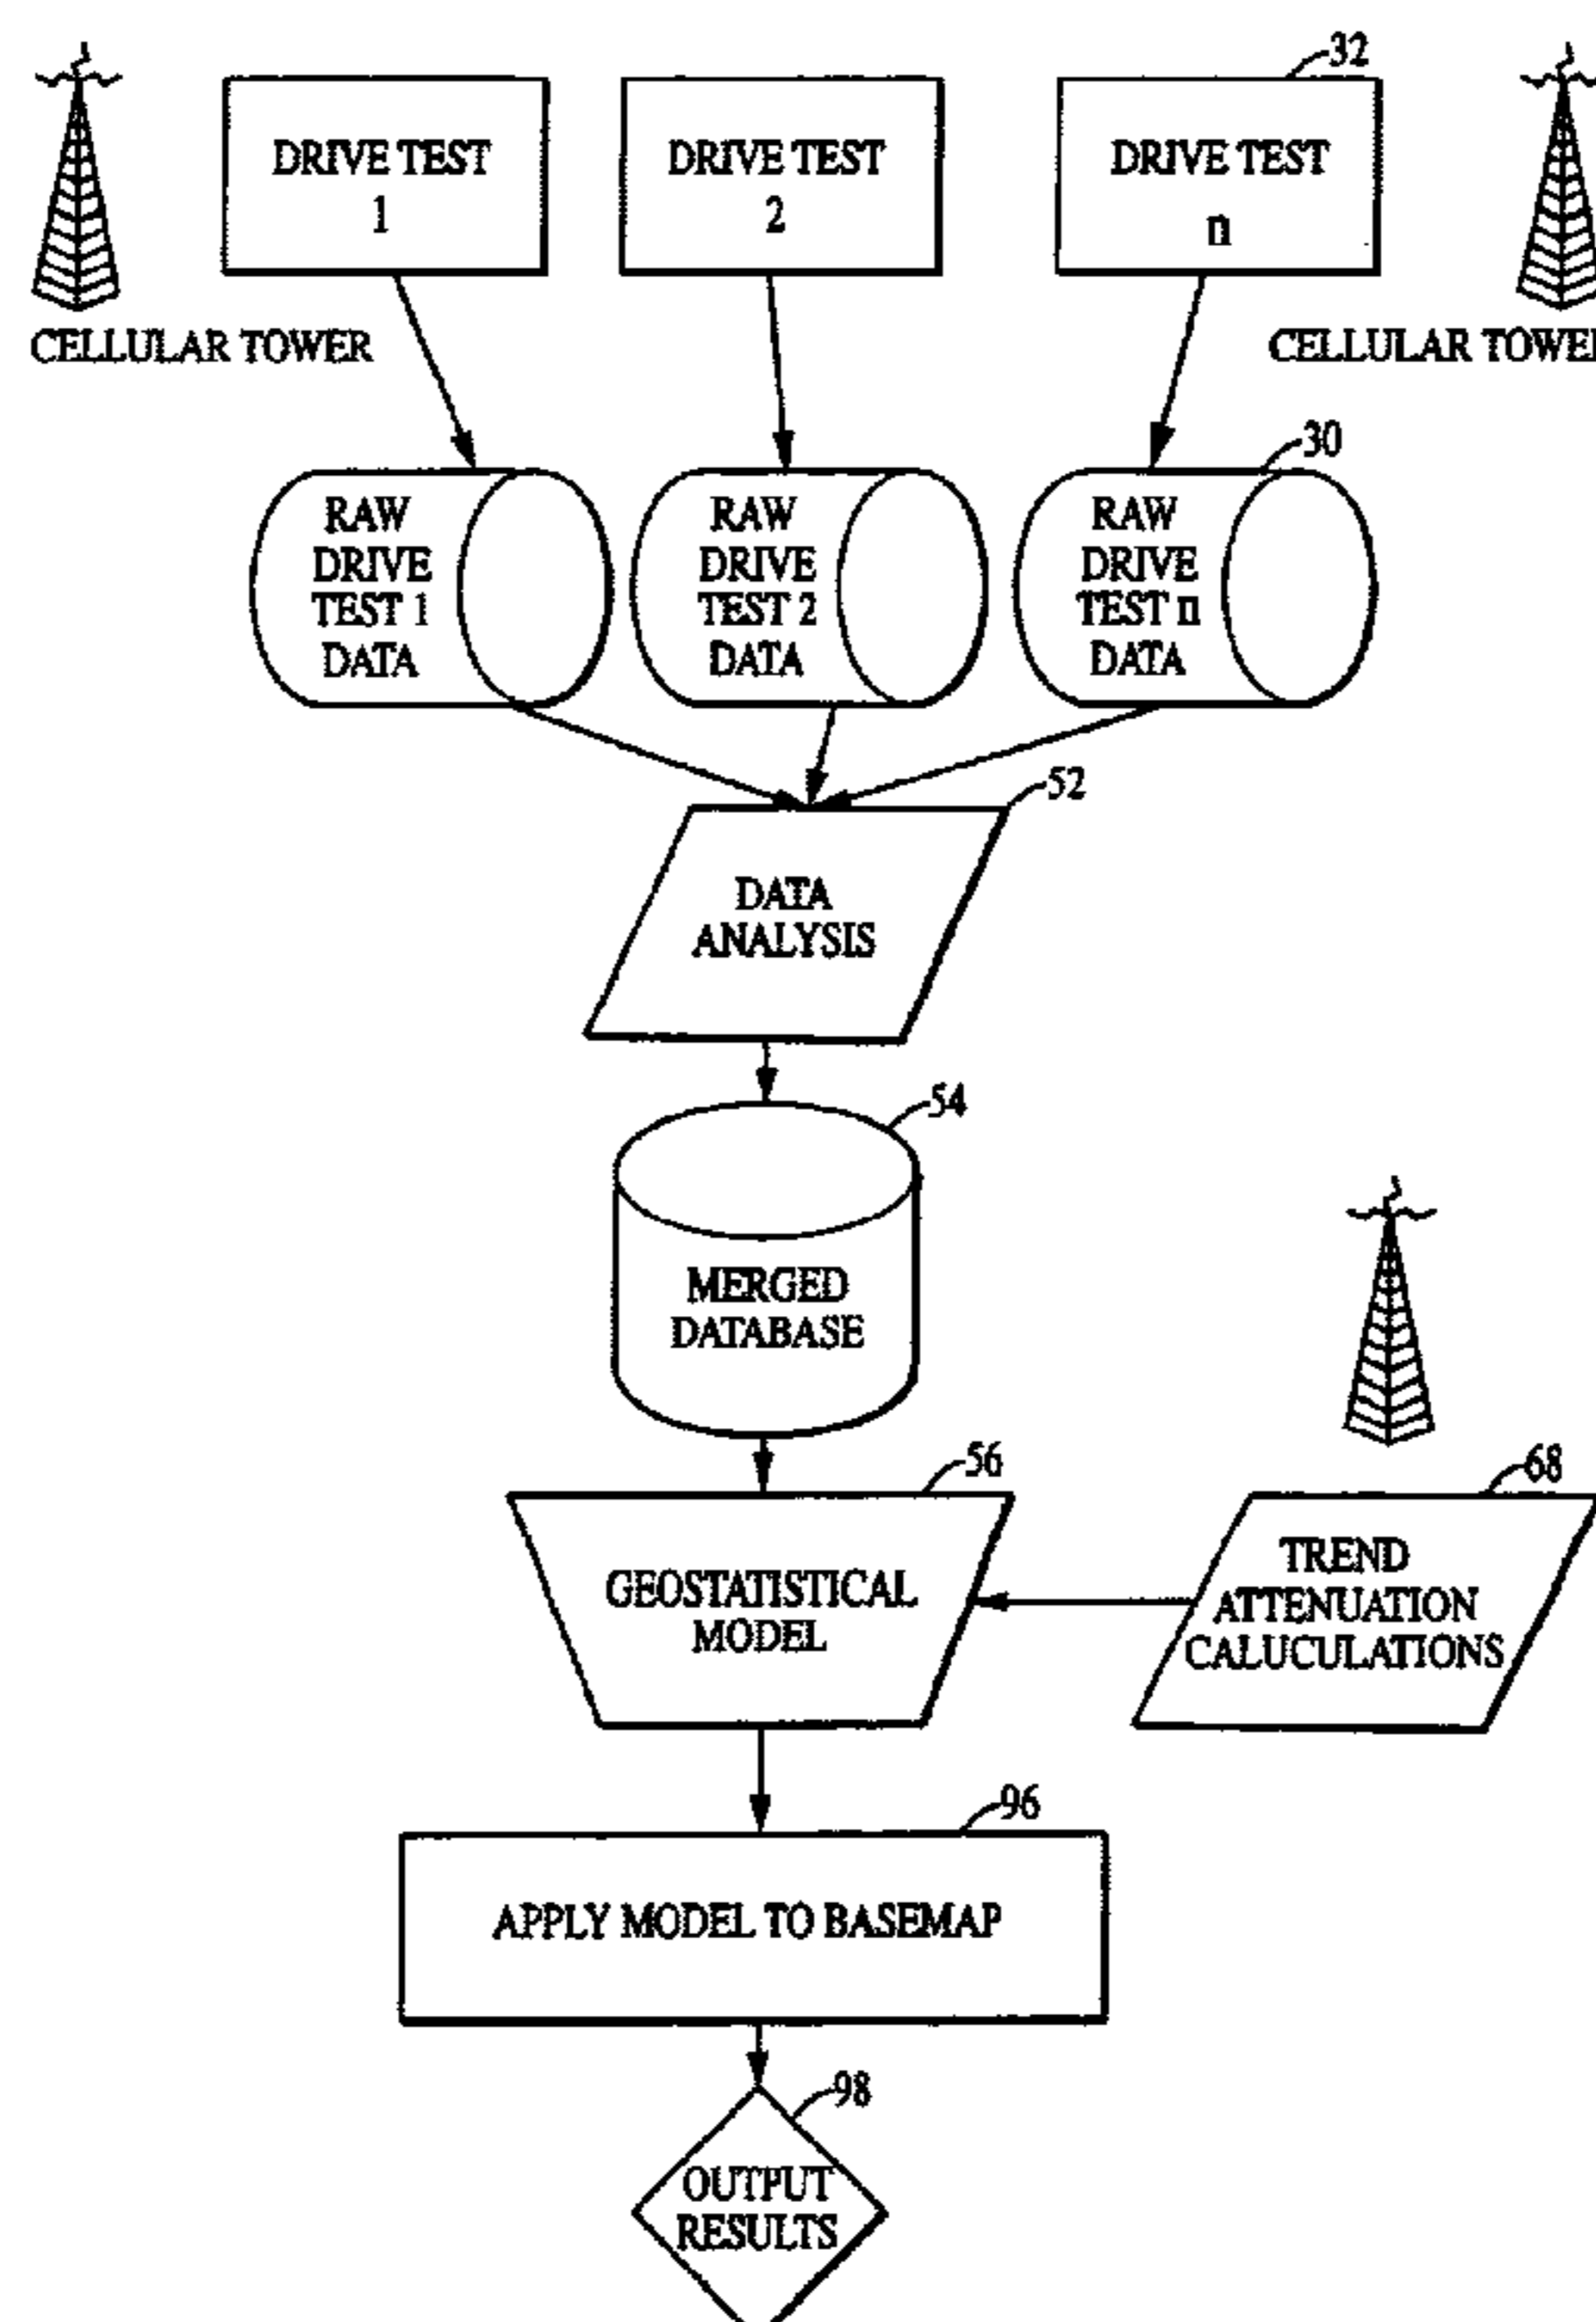 32
DRIVE TEST
1
DRIVE TEST
2
DRIVE TEST
n
CELLULAR TOWER
CELLULAR TOWE
30
RAW
DRIVE
TEST 1
DATA
RAW
DRIVE
TEST 2
DATA
RAW
DRIVE
TEST n
DATA
52
DATA
ANALYSIS
54
MERGED
DATABASE
56
68
GEOSTATISTICAL
MODEL
TREND
ATTENUATION
CALUCULATIONS
96
APPLY MODEL TO BASEMAP
98
OUTPUT
RESULTS